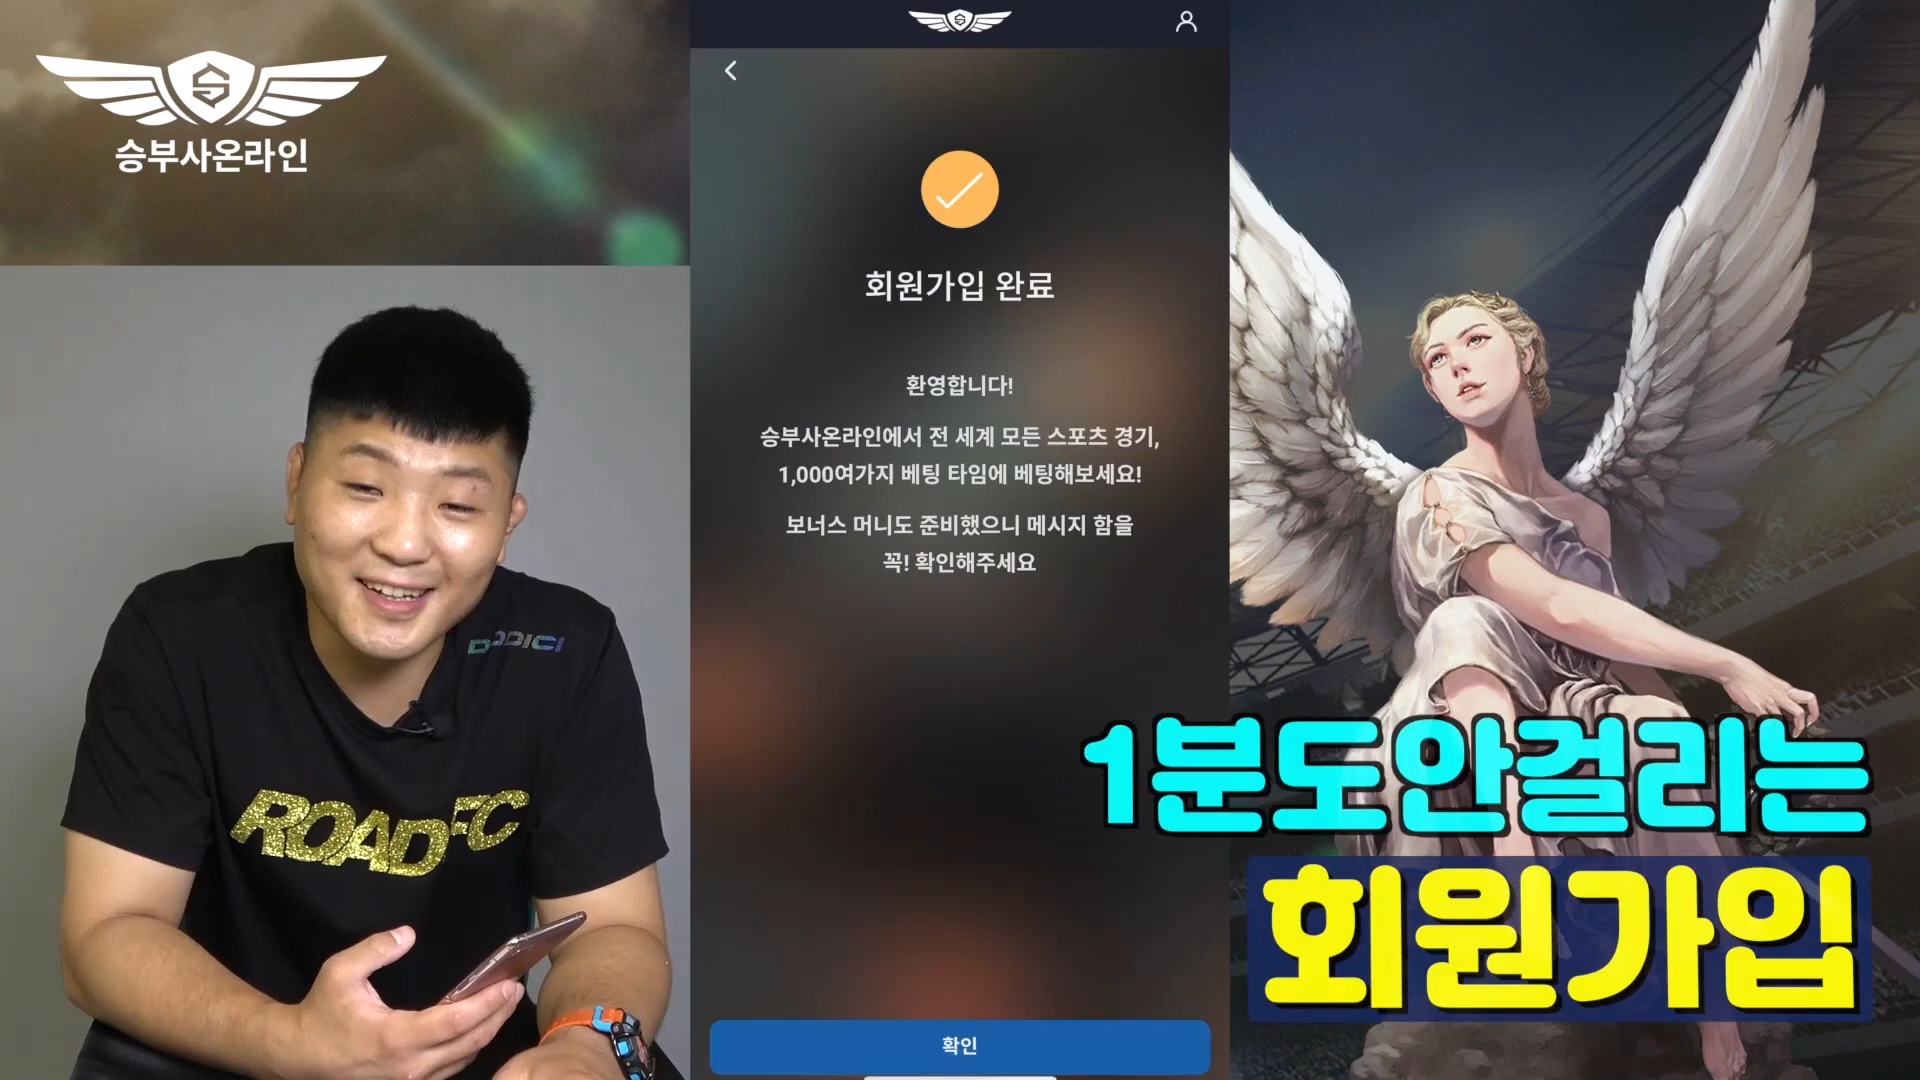 승부사온라인
회원가입 완료
환영합니다!
승부사온라인에서 전 세계 모든 스포츠 경기,
1,000여가지 베팅 타임에 베팅해보세요!
보너스 머니도 준비했으니 메시지 함을
꼭! 확인해주세요
확인
DODICI
ROAD FC
1분도안걸리는
회원가입